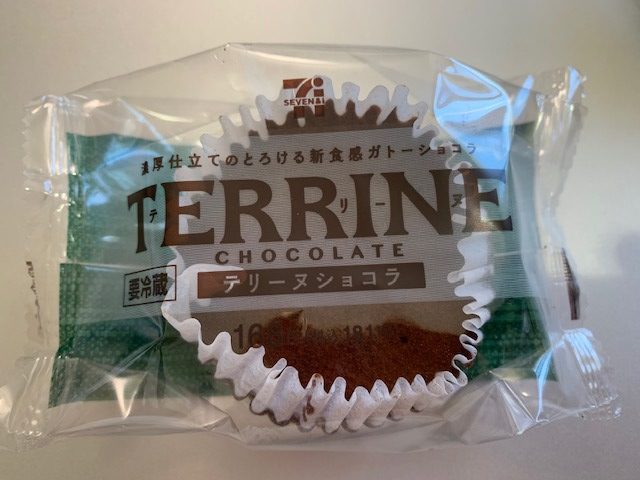 SEVEN&i
濃厚仕立てのとろける新食感ガトーショコラ
TERRINE
テリーヌ
CHOCOLATE
要冷蔵
テリーヌショコラ